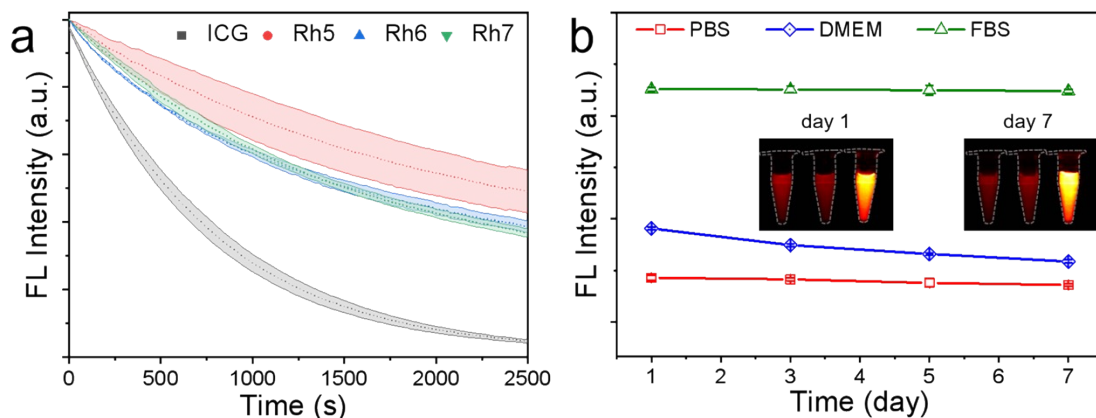 a
ICG Rh5 Rh6 Rh7
FL Intensity (a.u.)
0 500 1000 1500 2000 2500
Time (s)
b
PBS DMEM FBS
FL Intensity (a.u.)
day 1 day 7
1 2 3 4 5 6 7
Time (day)